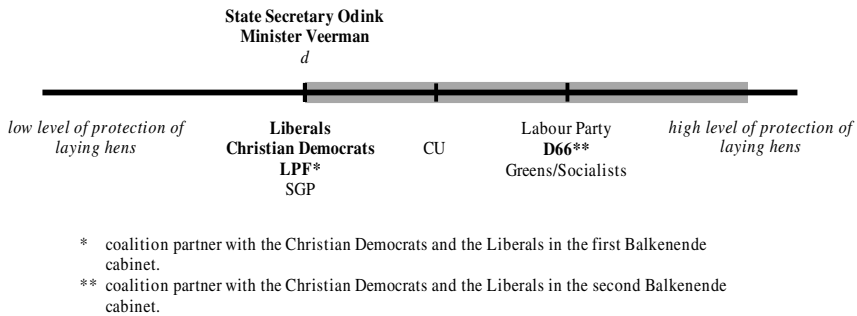 State Secretary Odink
Minister Veerman
d
low level of protection of
laying hens
Liberals
Christian Democrats
LPF*
SGP
CU
Labour Party
D66**
Greens/Socialists
high level of protection of
laying hens
* coalition partner with the Christian Democrats and the Liberals in the first Balkenende
cabinet.
** coalition partner with the Christian Democrats and the Liberals in the second Balkenende
cabinet.